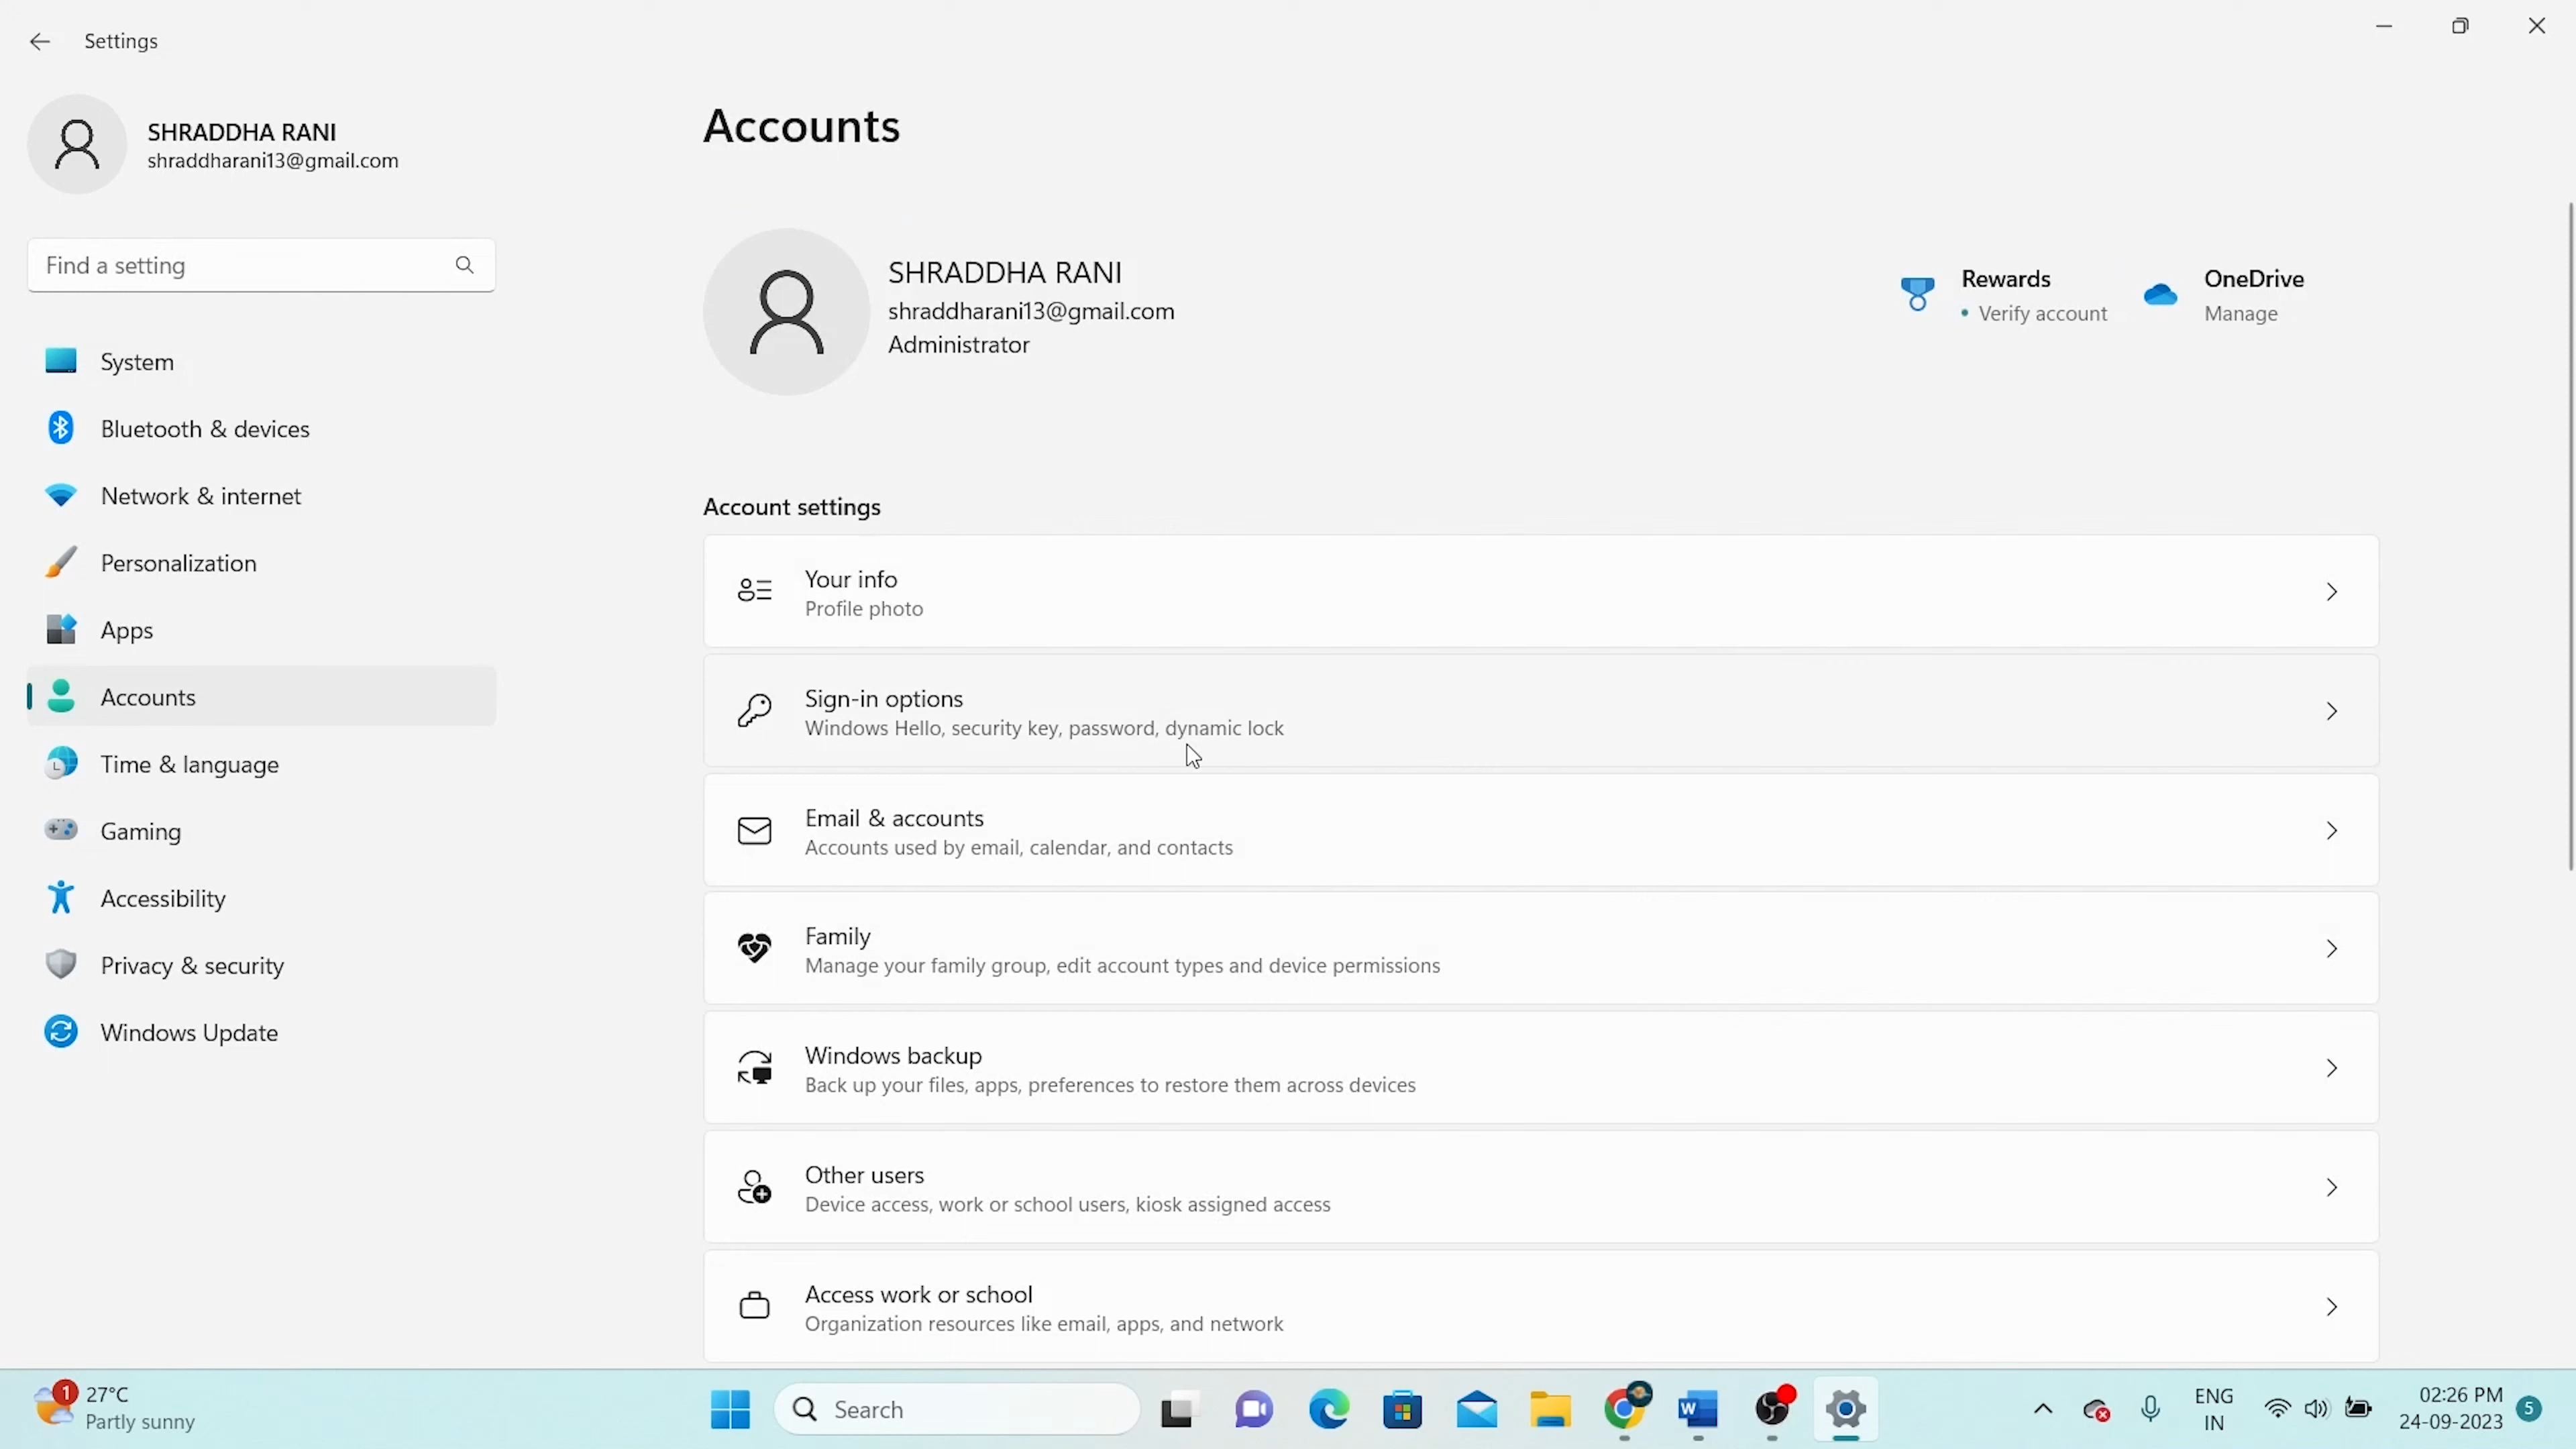 Settings
SHRADDHA RANI
shraddharani13@gmail.com
Find a setting
System
Bluetooth & devices
Network & internet
Personalization
Apps
Accounts
Time & language
Gaming
Accessibility
Privacy & security
Windows Update
Accounts
SHRADDHA RANI
shraddharani13@gmail.com
Administrator
Rewards
• Verify account
OneDrive
Manage
Account settings
Your info
Profile photo
Sign-in options
Windows Hello, security key, password, dynamic lock
Email & accounts
Accounts used by email, calendar, and contacts
Family
Manage your family group, edit account types and device permissions
Windows backup
Back up your files, apps, preferences to restore them across devices
Other users
Device access, work or school users, kiosk assigned access
Access work or school
Organization resources like email, apps, and network
1
27°C
Partly sunny
Search
W
ENG
IN
02:26 PM
24-09-2023
5